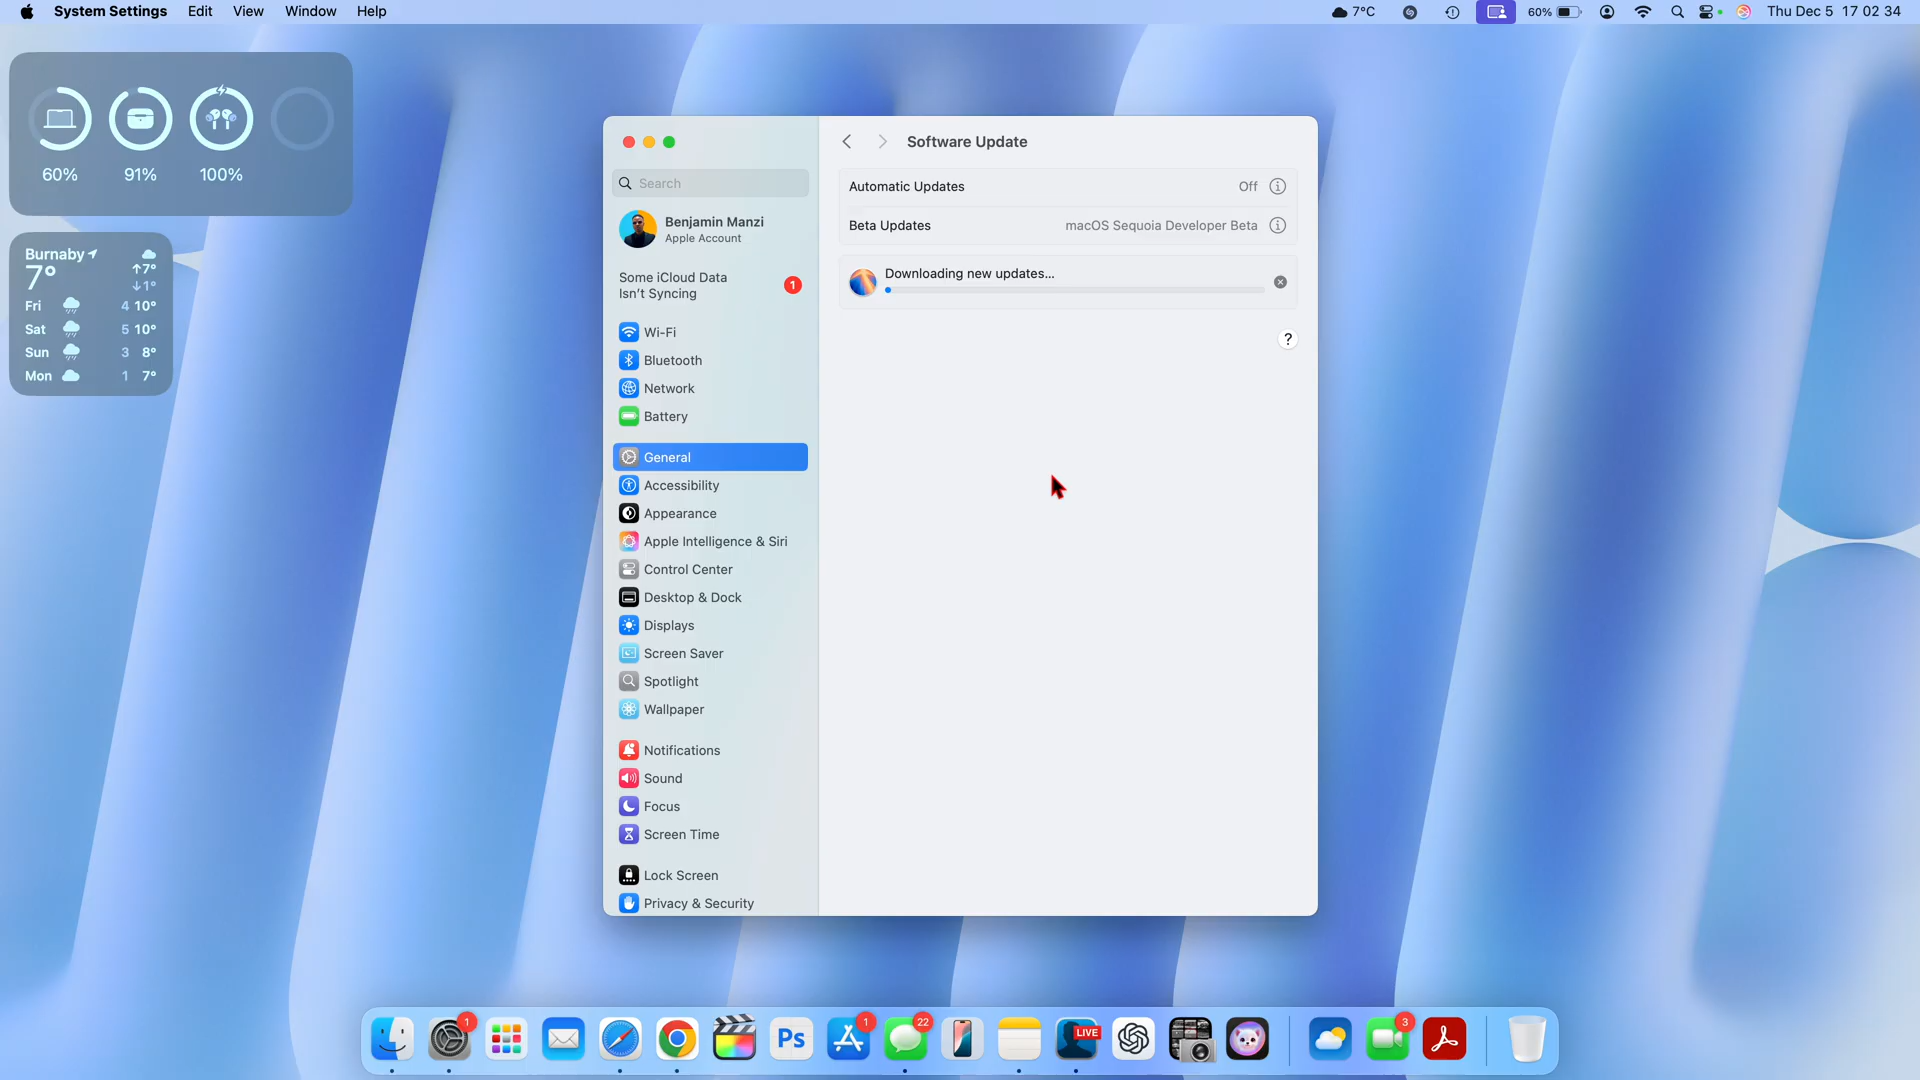 System Settings Edit View Window Help
7°C 60% Thu Dec 5 17 02 34
60% 91% 100%
Burnaby
7° ↑7°
↓1°
Fri 4 10°
Sat 5 10°
Sun 3 8°
Mon 1 7°
Search
Benjamin Manzi
Apple Account
Some iCloud Data
Isn't Syncing
1
Wi-Fi
Bluetooth
Network
Battery
General
Accessibility
Appearance
Apple Intelligence & Siri
Control Center
Desktop & Dock
Displays
Screen Saver
Spotlight
Wallpaper
Notifications
Sound
Focus
Screen Time
Lock Screen
Privacy & Security
Software Update
Automatic Updates Off
Beta Updates macOS Sequoia Developer Beta
Downloading new updates...
?
1 1 22 3
Ps LIVE